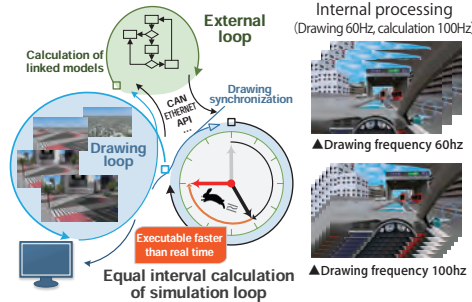 External
loop
Calculation of
linked models
CAN
ETHERNET
API
...
Drawing
synchronization
Drawing
loop
Executable faster
than real time
Equal interval calculation
of simulation loop
Internal processing
(Drawing 60Hz, calculation 100Hz)
▲Drawing frequency 60hz
▲Drawing frequency 100hz